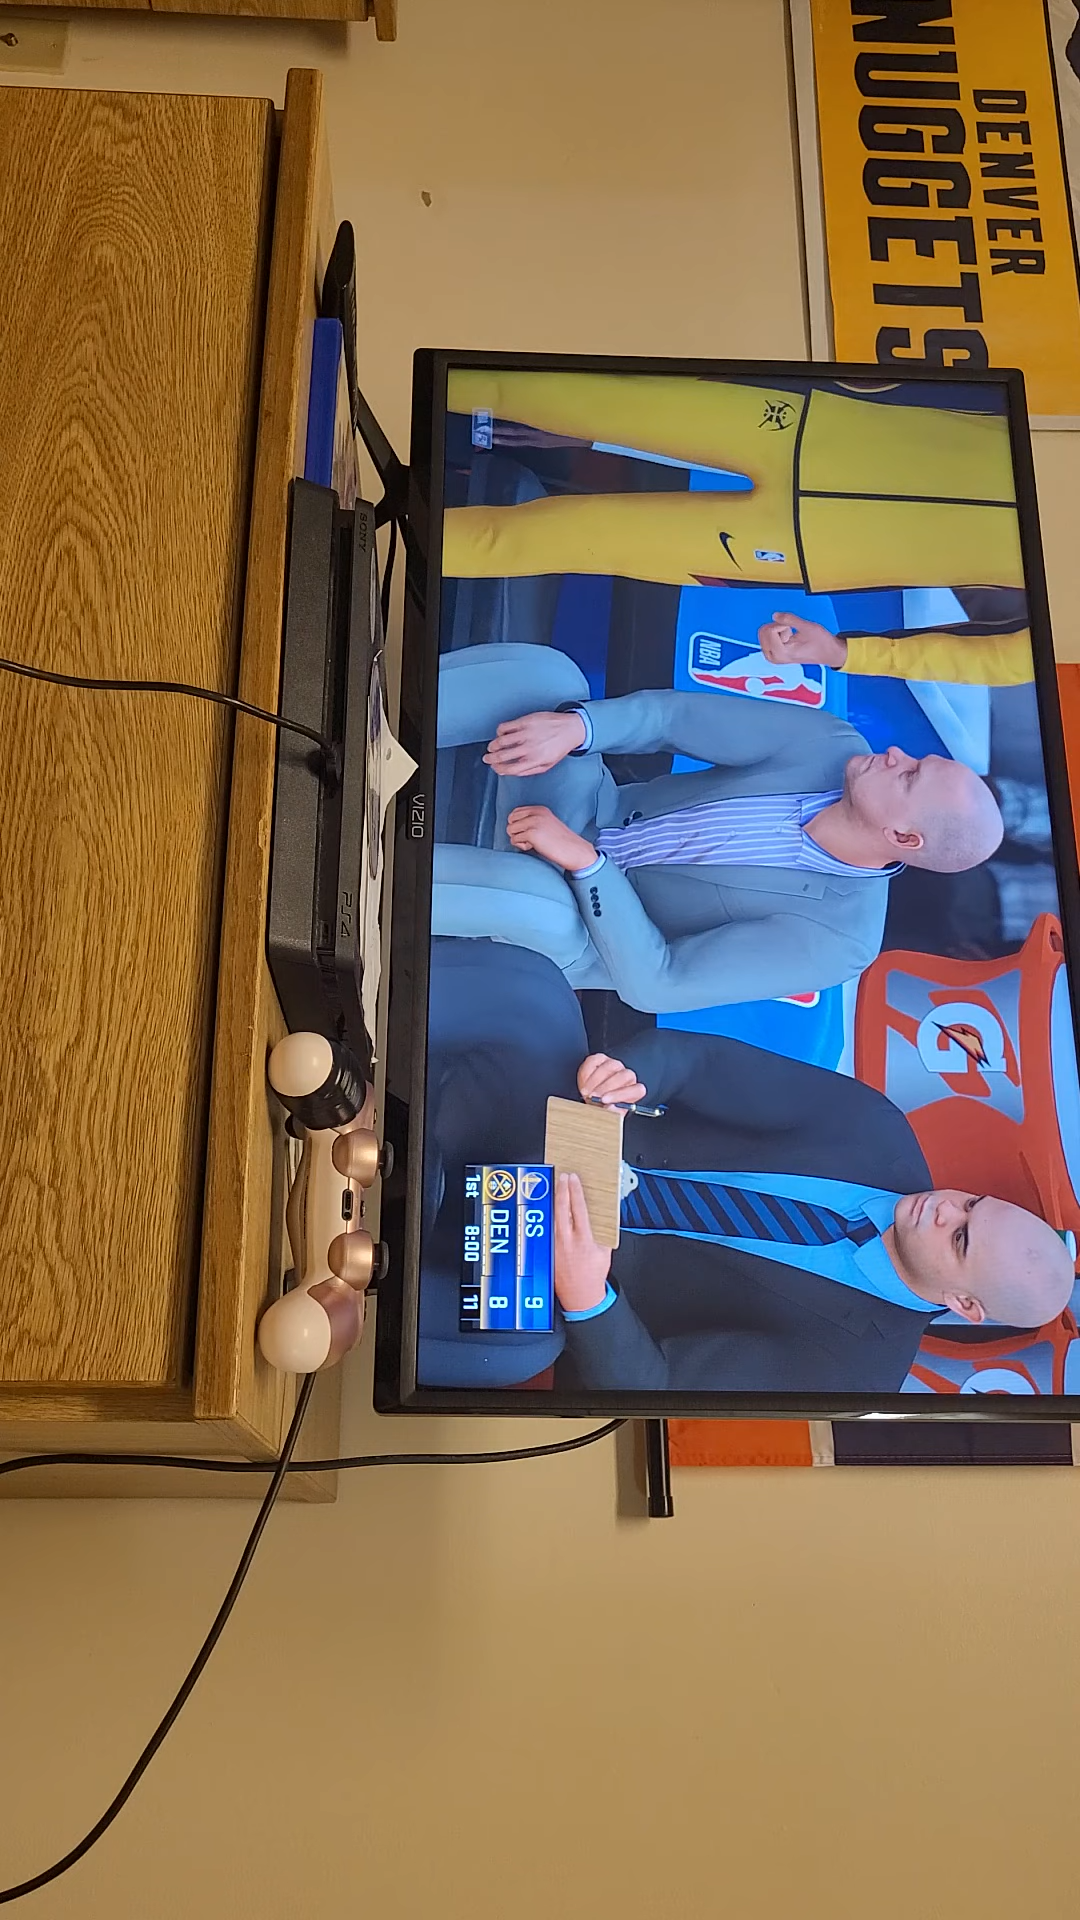 DENVER
NUGGETS
NBA
G
GS 9
DEN 8
1st 8:00 11
VIZIO
SONY
PS4